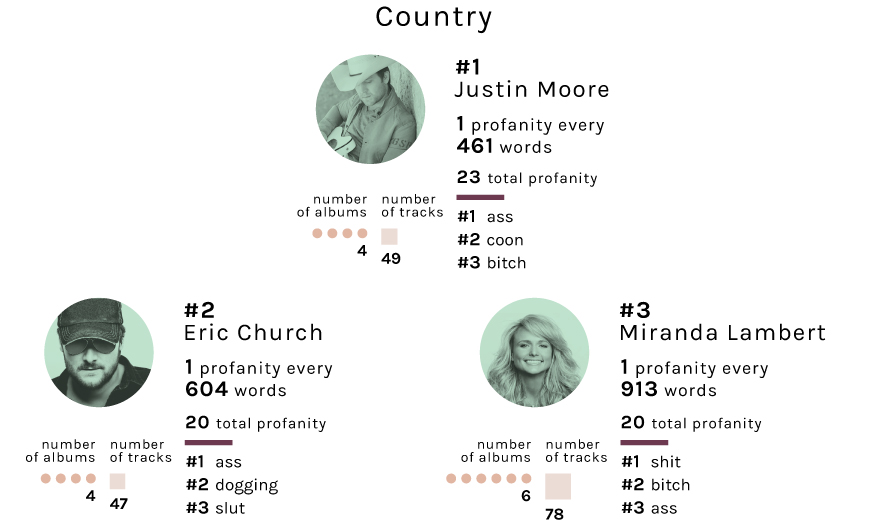 Country
#1
Justin Moore
1 profanity every
461 words
23 total profanity
number
of albums
number
of tracks
4
49
#1 ass
#2 coon
#3 bitch
#2
Eric Church
1 profanity every
604 words
20 total profanity
number
of albums
number
of tracks
4
47
#1 ass
#2 dogging
#3 slut
#3
Miranda Lambert
1 profanity every
913 words
20 total profanity
number
of albums
number
of tracks
6
78
#1 shit
#2 bitch
#3 ass